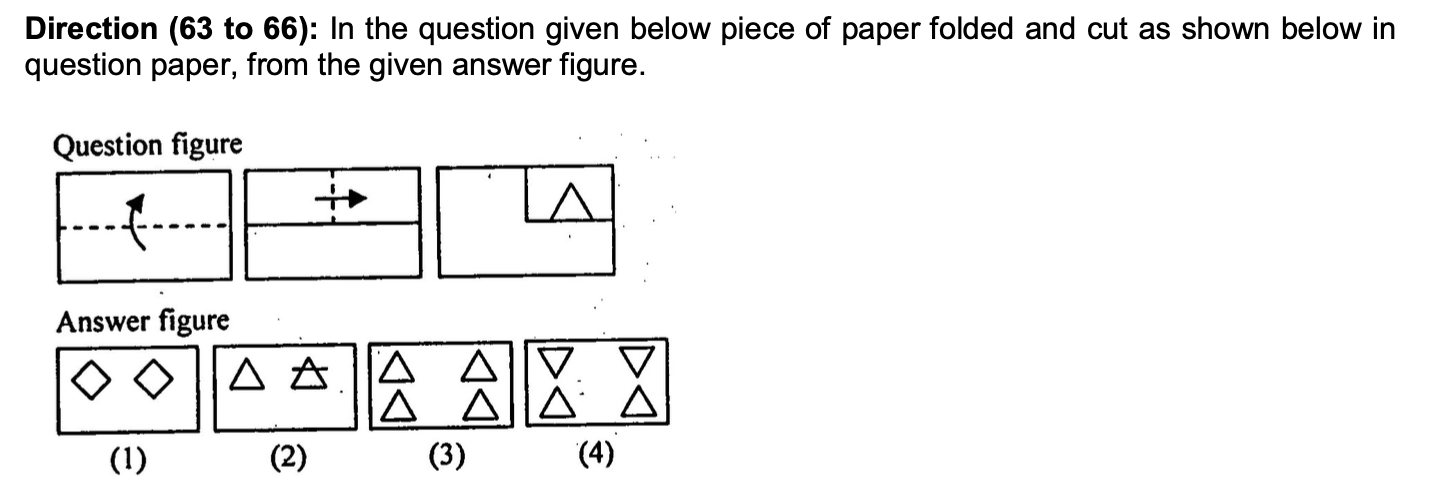 Direction (63 to 66): In the question given below piece of paper folded and cut as shown below in
question paper, from the given answer figure.
Question figure
Answer figure
(1) (2) (3) (4)